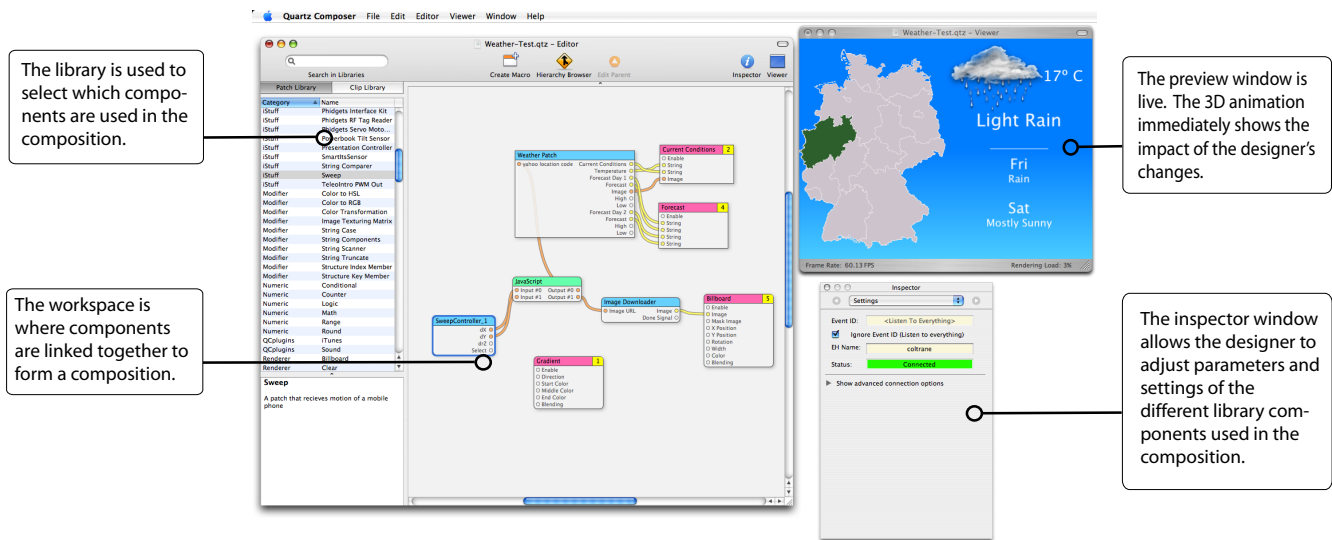 Quartz Composer File Edit Editor Viewer Window Help
The library is used to
select which compo-
nents are used in the
composition.
The workspace is
where components
are linked together to
form a composition.
Weather-Test.qtz – Editor
Search in Libraries
Create Macro Hierarchy Browser Edit Parent
Inspector Viewer
Patch Library Clip Library
Category Name
iStuff Phidgets Interface Kit
iStuff Phidgets RF Tag Reader
iStuff Phidgets Servo Moto...
iStuff Powerbook Tilt Sensor
iStuff Presentation Controller
iStuff SmartItsSensor
iStuff String Comparer
iStuff Sweep
iStuff TeleoIntro PWM Out
Modifier Color to HSL
Modifier Color to RGB
Modifier Color Transformation
Modifier Image Texturing Matrix
Modifier String Case
Modifier String Components
Modifier String Scanner
Modifier String Truncate
Modifier Structure Index Member
Modifier Structure Key Member
Numeric Conditional
Numeric Counter
Numeric Logic
Numeric Math
Numeric Range
Numeric Round
QCplugins iTunes
QCplugins Sound
Renderer Billboard
Renderer Clear
Sweep
A patch that recieves motion of a mobile
phone
Weather Patch
yahoo location code Current Conditions
Temperature
Forecast Day 1
Forecast
Image
High
Low
Forecast Day 2
Forecast
High
Low
Current Conditions 2
Enable
String
String
Image
Forecast 4
Enable
String
String
String
String
JavaScript
Input #0 Output #0
Input #1 Output #1
SweepController_1
dX
dY
drZ
Select
Image Downloader
Image URL Image
Done Signal
Billboard 5
Enable
Image
Mask Image
X Position
Y Position
Rotation
Width
Color
Blending
Gradient 1
Enable
Direction
Start Color
Middle Color
End Color
Blending
Weather-Test.qtz – Viewer
17° C
Light Rain
Fri
Rain
Sat
Mostly Sunny
Frame Rate: 60.13 FPS Rendering Load: 3%
Inspector
Settings
Event ID: <Listen To Everything>
Ignore Event ID (Listen to everything)
EH Name: coltrane
Status: Connected
Show advanced connection options
The preview window is
live. The 3D animation
immediately shows the
impact of the designer’s
changes.
The inspector window
allows the designer to
adjust parameters and
settings of the
different library com-
ponents used in the
composition.